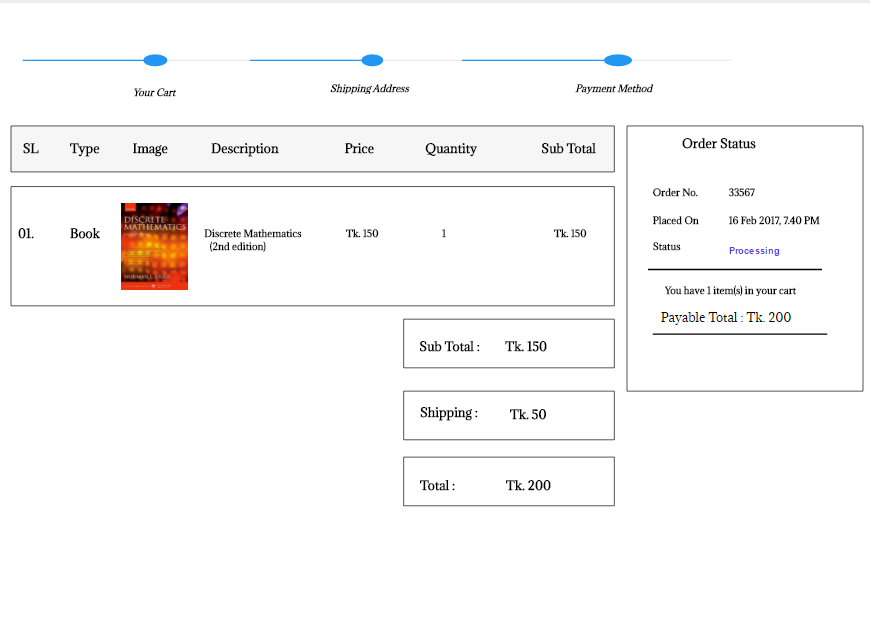 Your Cart
Shipping Address
Payment Method
SL Type Image Description Price Quantity Sub Total
01. Book Discrete Mathematics Tk. 150 1 Tk. 150
(2nd edition)
DISCRETE
MATHEMATICS
NORMAN L. BIGGS
Sub Total : Tk. 150
Shipping : Tk. 50
Total : Tk. 200
Order Status
Order No. 33567
Placed On 16 Feb 2017, 7.40 PM
Status Processing
You have 1 item(s) in your cart
Payable Total : Tk. 200